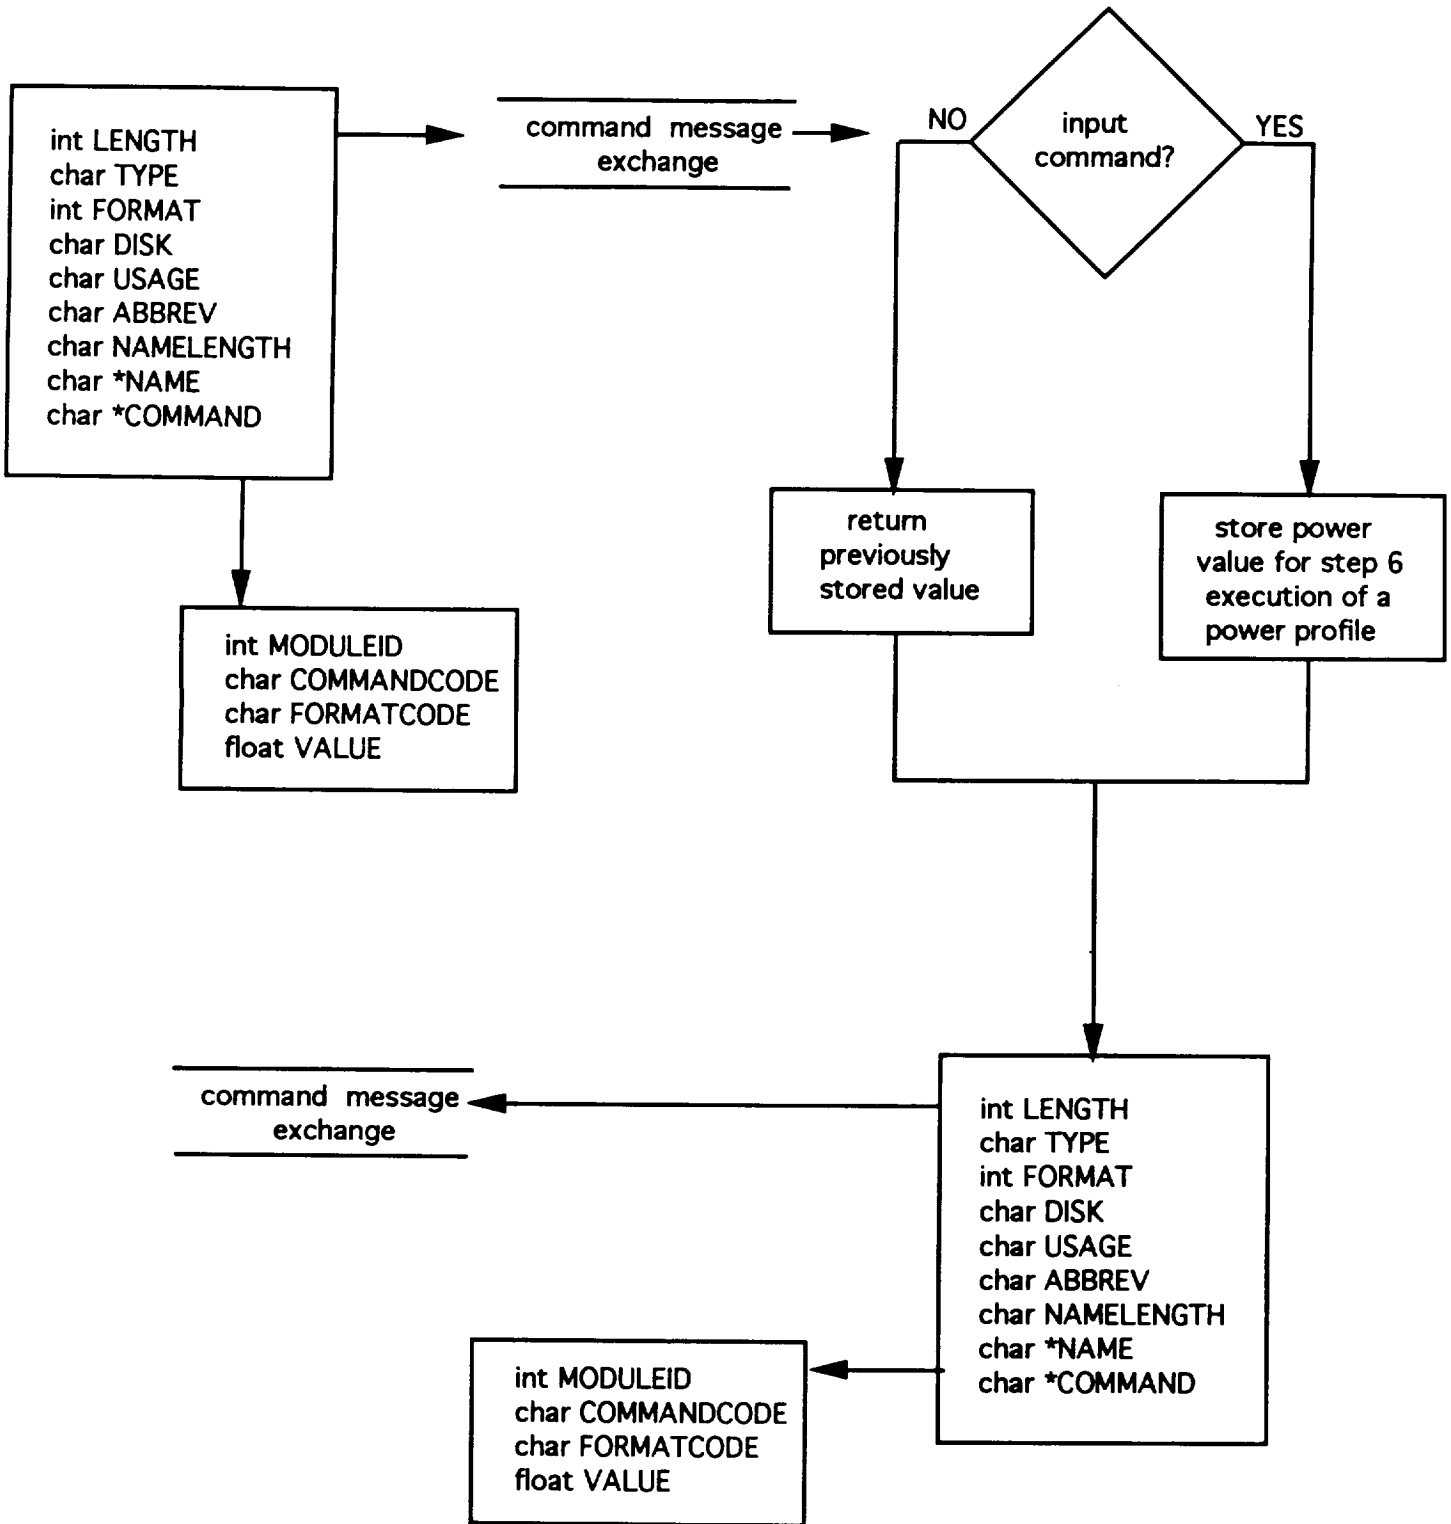 int LENGTH
char TYPE
int FORMAT
char DISK
char USAGE
char ABBREV
char NAMELENGTH
char *NAME
char *COMMAND
command message
exchange
NO
input
command?
YES
int MODULEID
char COMMANDCODE
char FORMATCODE
float VALUE
return
previously
stored value
store power
value for step 6
execution of a
power profile
command message
exchange
int LENGTH
char TYPE
int FORMAT
char DISK
char USAGE
char ABBREV
char NAMELENGTH
char *NAME
char *COMMAND
int MODULEID
char COMMANDCODE
char FORMATCODE
float VALUE